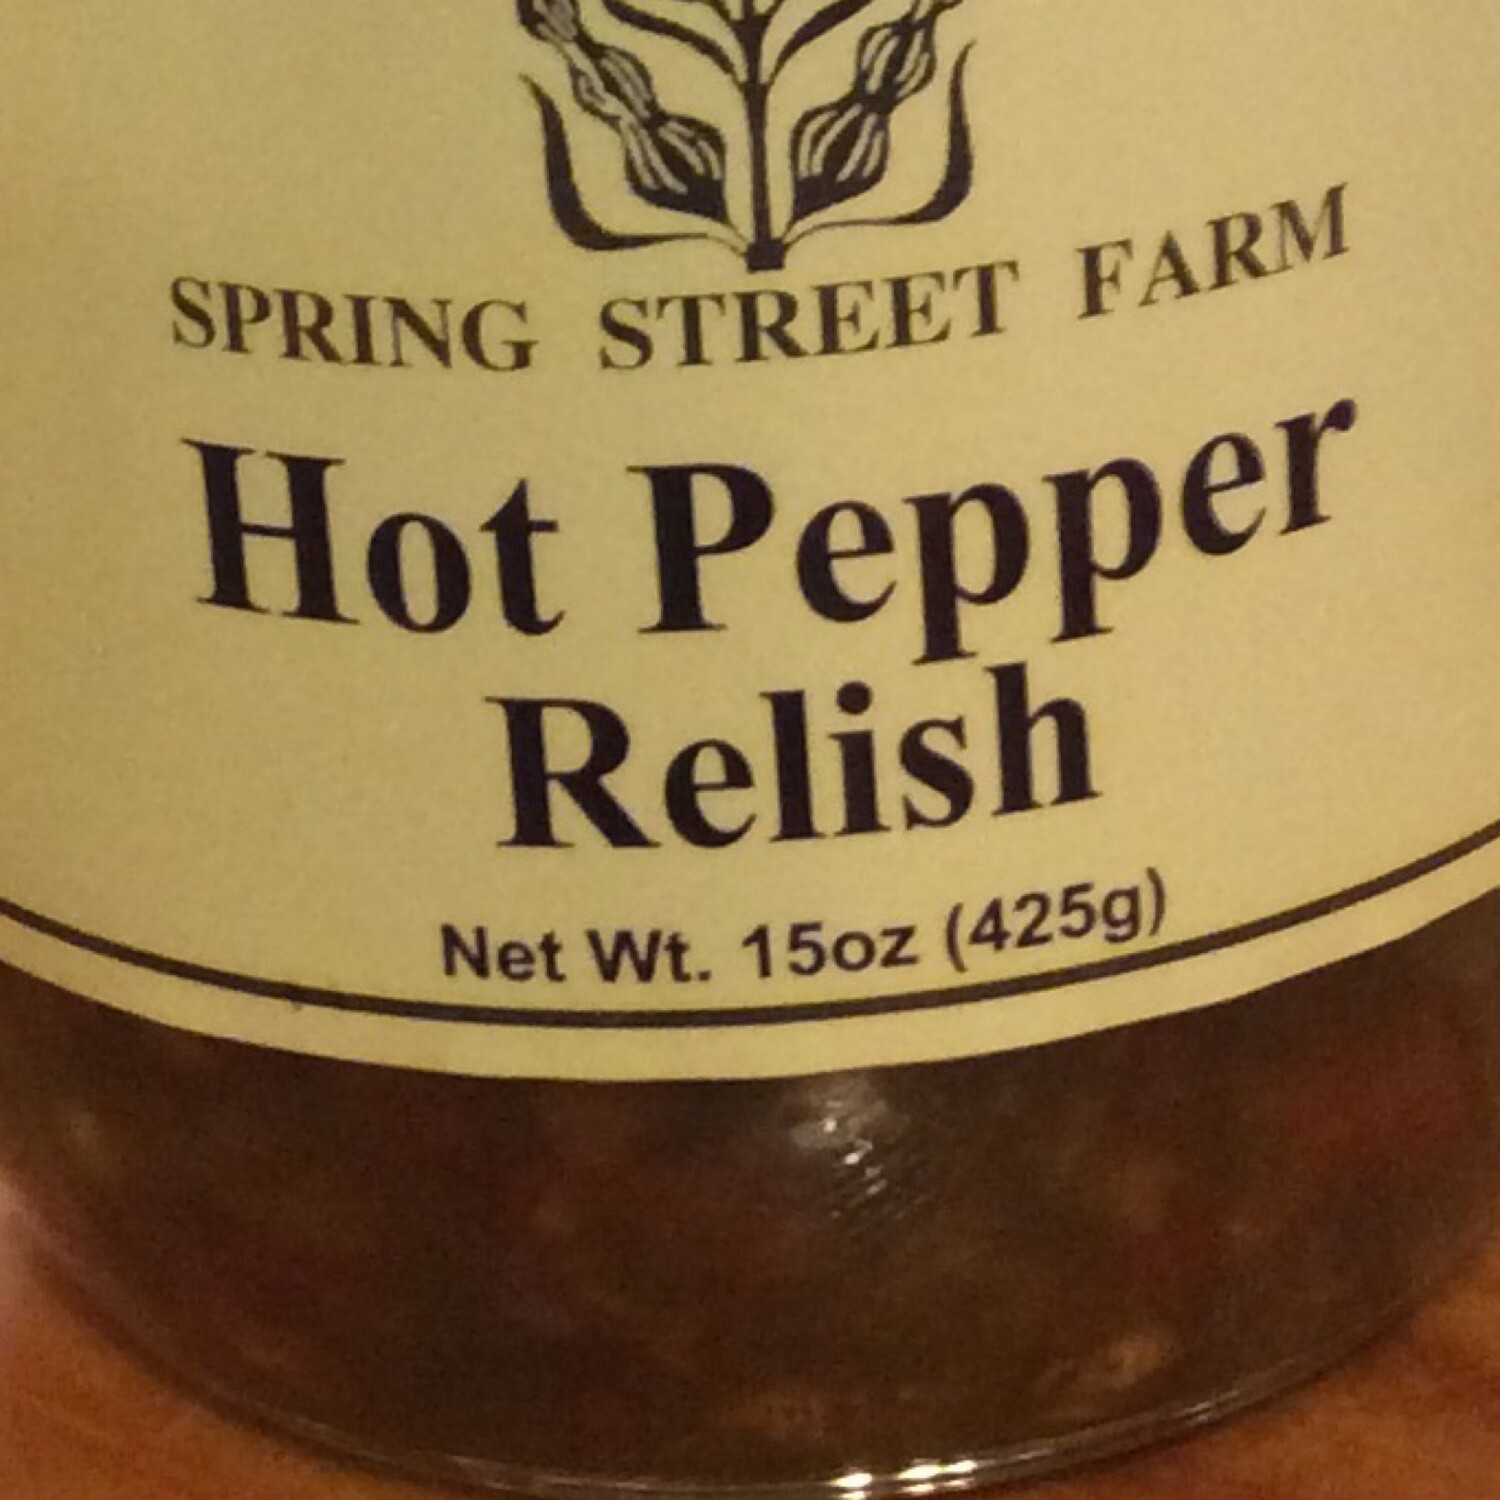 SPRING STREET FARM
Hot Pepper
Relish
Net Wt. 15oz (425g)